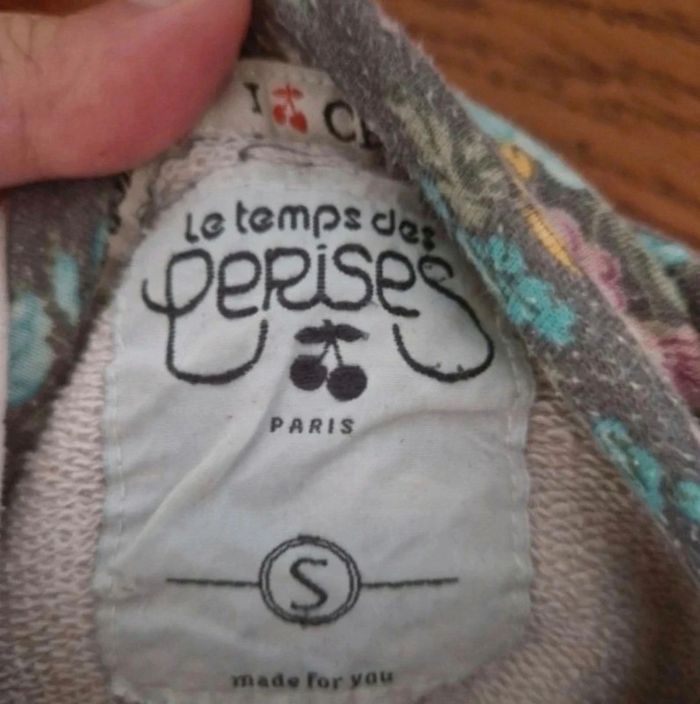 I
Le temps des
CERISES
PARIS
S
made for you